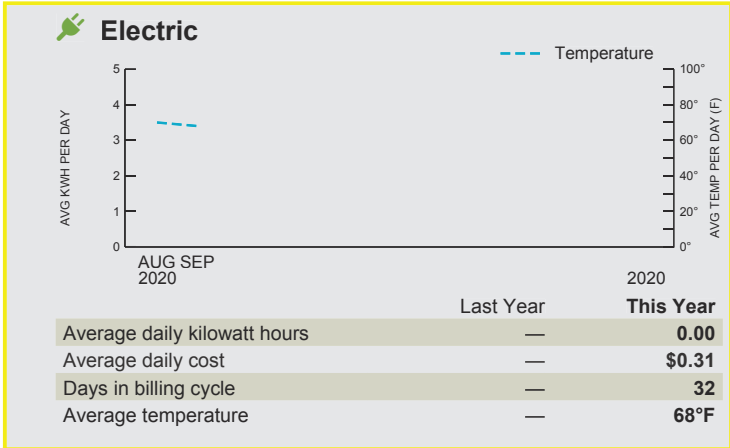 Electric
Temperature
AVG KWH PER DAY
5
4
3
2
1
0
100°
80°
60°
40°
20°
0°
AVG TEMP PER DAY (F)
AUG SEP
2020
2020
Last Year This Year
Average daily kilowatt hours — 0.00
Average daily cost — $0.31
Days in billing cycle — 32
Average temperature — 68°F